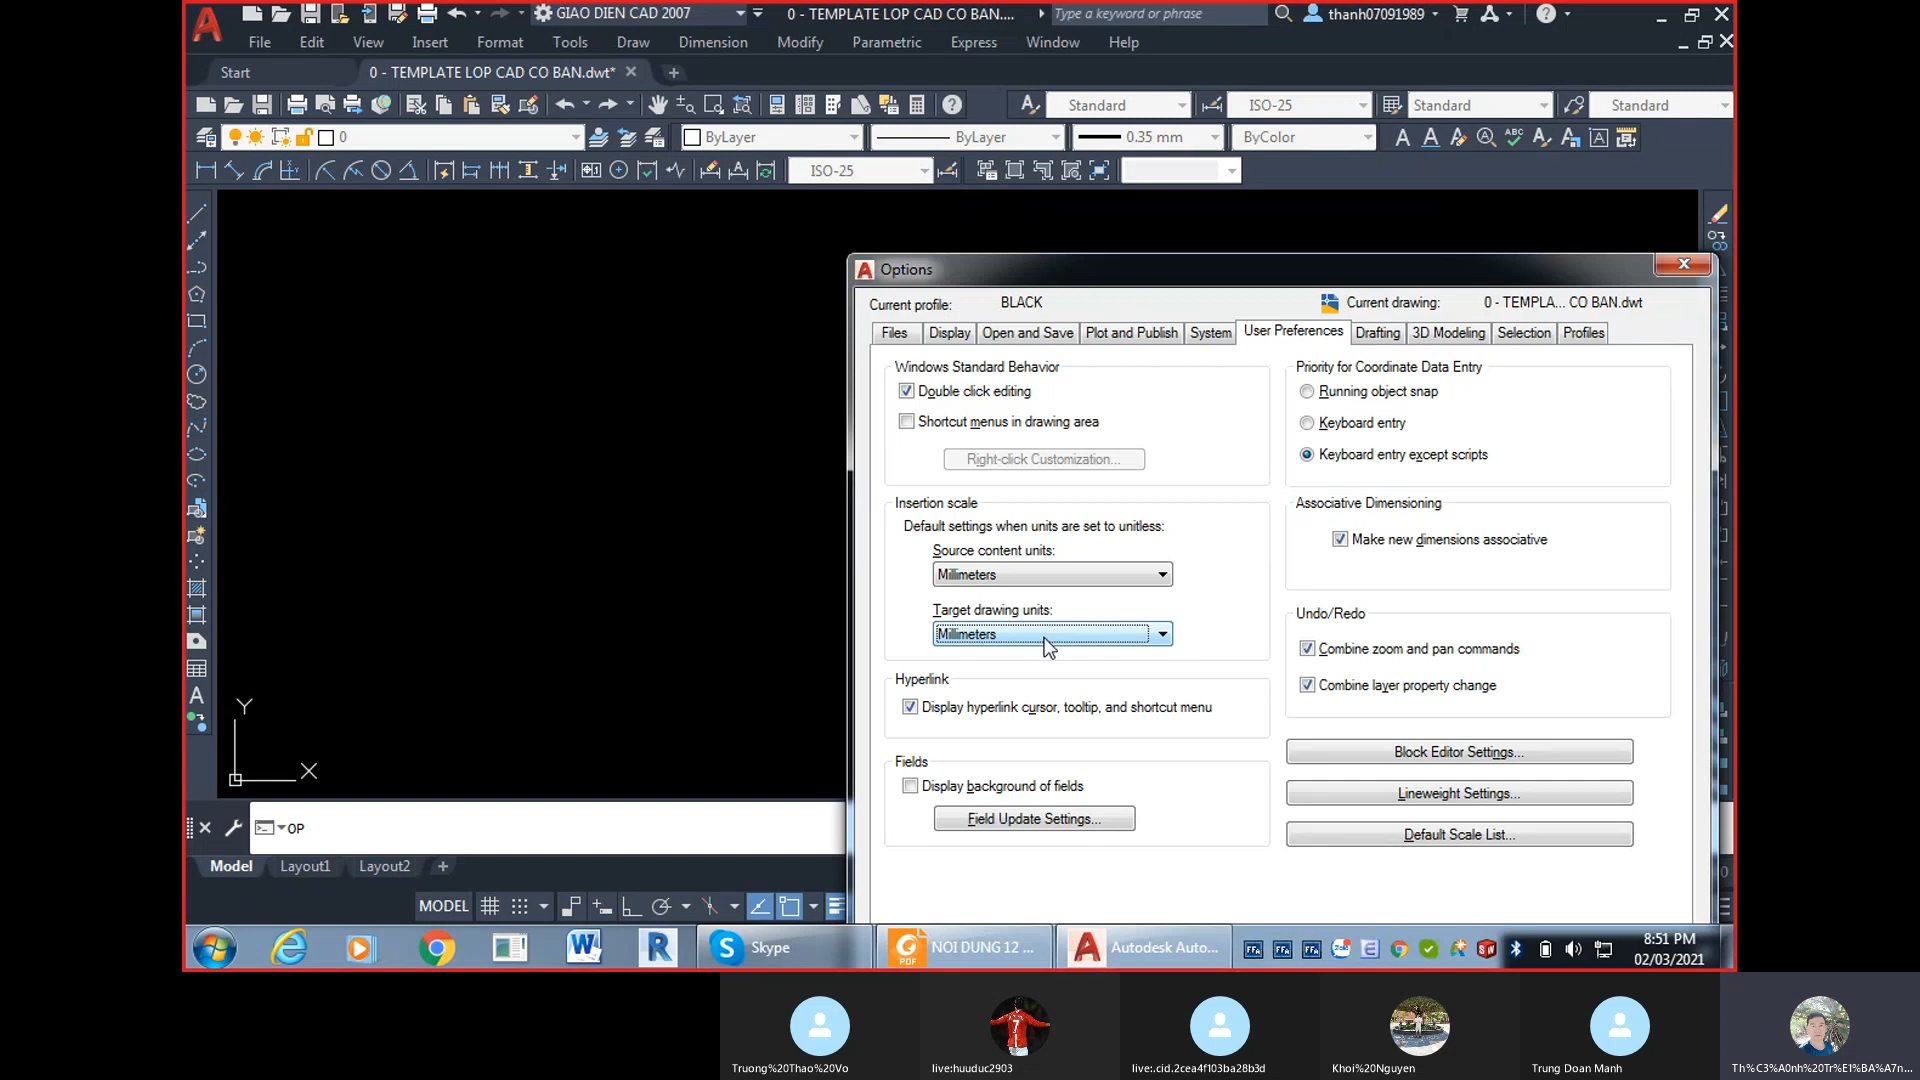 GIAO DIEN CAD 2007
0 - TEMPLATE LOP CAD CO BAN....
Type a keyword or phrase
thanh07091989
File Edit View Insert Format Tools Draw Dimension Modify Parametric Express Window Help
Start
0 - TEMPLATE LOP CAD CO BAN.dwt*
Standard ISO-25 Standard Standard
0 ByLayer ByLayer 0.35 mm ByColor
ISO-25
Options
Current profile: BLACK Current drawing: 0 - TEMPLA... CO BAN.dwt
Files Display Open and Save Plot and Publish System User Preferences Drafting 3D Modeling Selection Profiles
Windows Standard Behavior
Double click editing
Shortcut menus in drawing area
Right-click Customization...
Insertion scale
Default settings when units are set to unitless:
Source content units:
Millimeters
Target drawing units:
Millimeters
Hyperlink
Display hyperlink cursor, tooltip, and shortcut menu
Fields
Display background of fields
Field Update Settings...
Priority for Coordinate Data Entry
Running object snap
Keyboard entry
Keyboard entry except scripts
Associative Dimensioning
Make new dimensions associative
Undo/Redo
Combine zoom and pan commands
Combine layer property change
Block Editor Settings...
Lineweight Settings...
Default Scale List...
Y
X
OP
Model Layout1 Layout2
MODEL
Skype
PDF
NOI DUNG 12 ...
Autodesk Auto...
8:51 PM
02/03/2021
Truong%20Thao%20Vo
live:huuduc2903
live:.cid.2cea4f103ba28b3d
Khoi%20Nguyen
Trung Doan Manh
Th%C3%A0nh%20Tr%E1%BA%A7n...